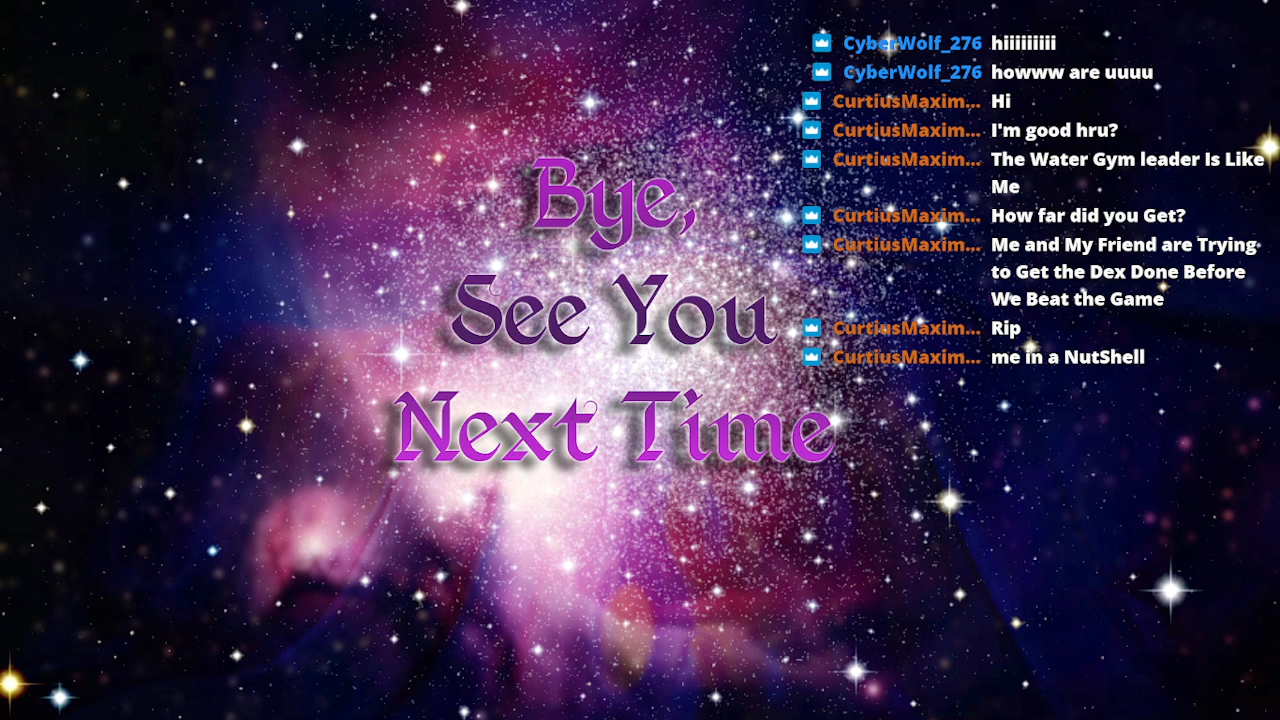 Bye,
See You
Next Time
CyberWolf_276 hiiiiiiiii
CyberWolf_276 howww are uuuu
CurtiusMaxim... Hi
CurtiusMaxim... I'm good hru?
CurtiusMaxim... The Water Gym leader is Like
Me
CurtiusMaxim... How far did you Get?
CurtiusMaxim... Me and My Friend are Trying
to Get the Dex Done Before
We Beat the Game
CurtiusMaxim... Rip
CurtiusMaxim... me in a NutShell